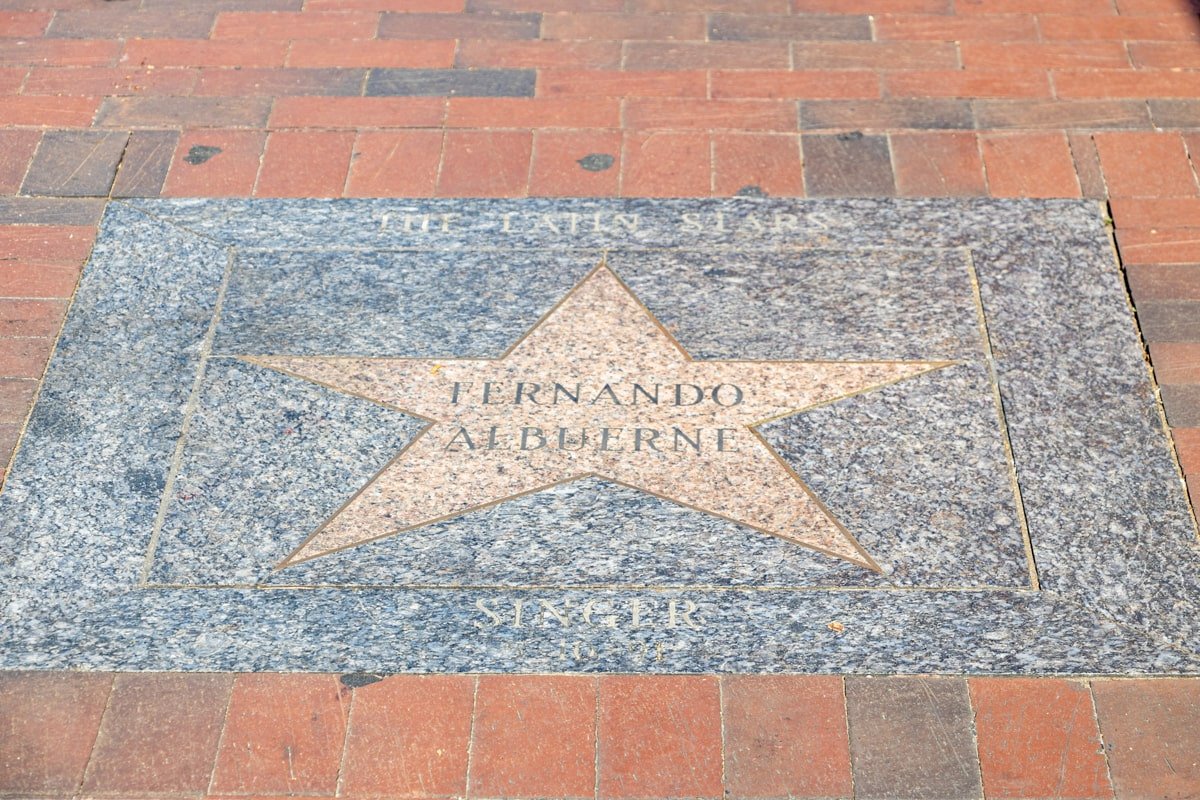 THE LATIN STARS
FERNANDO
ALBUERNE
SINGER